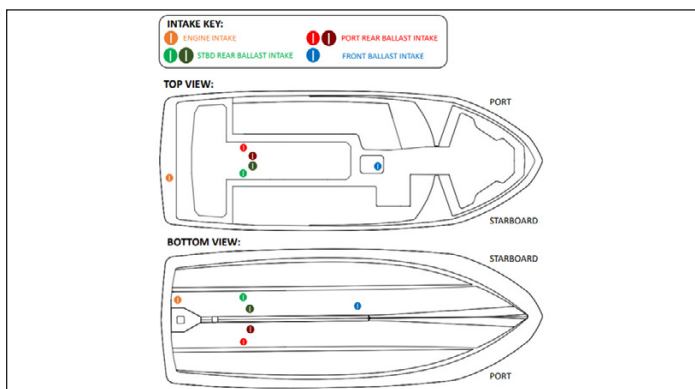 INTAKE KEY:
ENGINE INTAKE
PORT REAR BALLAST INTAKE
STBD REAR BALLAST INTAKE
FRONT BALLAST INTAKE
TOP VIEW:
PORT
STARBOARD
BOTTOM VIEW:
STARBOARD
PORT